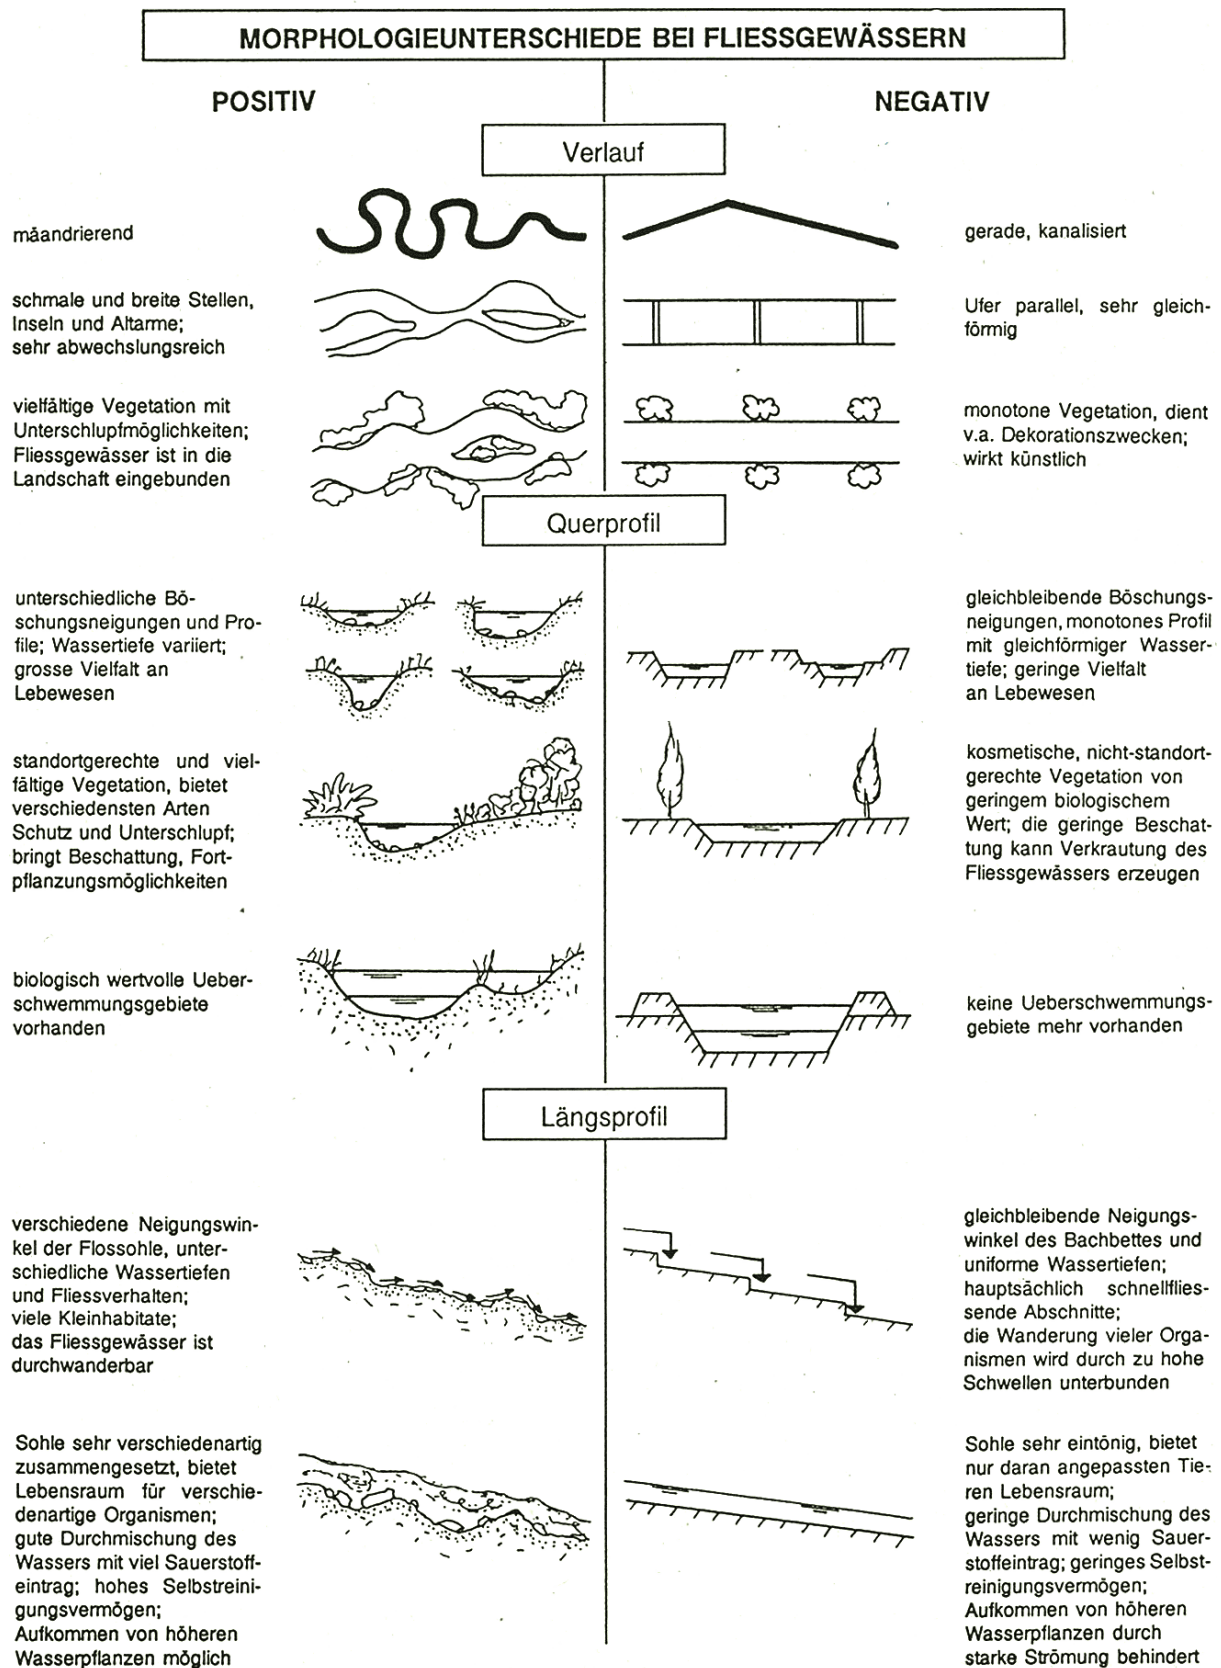 MORPHOLOGIEUNTERSCHIEDE BEI FLIESSGEWÄSSERN
POSITIV
NEGATIV
Verlauf
mäandrierend
gerade, kanalisiert
schmale und breite Stellen,
Inseln und Altarme;
sehr abwechslungsreich
Ufer parallel, sehr gleich-
förmig
vielfältige Vegetation mit
Unterschlupfmöglichkeiten;
Fliessgewässer ist in die
Landschaft eingebunden
monotone Vegetation, dient
v.a. Dekorationszwecken;
wirkt künstlich
Querprofil
unterschiedliche Bö-
schungsneigungen und Pro-
file; Wassertiefe variiert;
grosse Vielfalt an
Lebewesen
gleichbleibende Böschungs-
neigungen, monotones Profil
mit gleichförmiger Wasser-
tiefe; geringe Vielfalt
an Lebewesen
standortgerechte und viel-
fältige Vegetation, bietet
verschiedensten Arten
Schutz und Unterschlupf;
bringt Beschattung, Fort-
pflanzungsmöglichkeiten
kosmetische, nicht-standort-
gerechte Vegetation von
geringem biologischem
Wert; die geringe Beschat-
tung kann Verkrautung des
Fliessgewässers erzeugen
biologisch wertvolle Ueber-
schwemmungsgebiete
vorhanden
keine Ueberschwemmungs-
gebiete mehr vorhanden
Längsprofil
verschiedene Neigungswin-
kel der Flossohle, unter-
schiedliche Wassertiefen
und Fliessverhalten;
viele Kleinhabitate;
das Fliessgewässer ist
durchwanderbar
gleichbleibende Neigungs-
winkel des Bachbettes und
uniforme Wassertiefen;
hauptsächlich schnellflies-
sende Abschnitte;
die Wanderung vieler Orga-
nismen wird durch zu hohe
Schwellen unterbunden
Sohle sehr verschiedenartig
zusammengesetzt, bietet
Lebensraum für verschie-
denartige Organismen;
gute Durchmischung des
Wassers mit viel Sauerstoff-
eintrag; hohes Selbstreini-
gungsvermögen;
Aufkommen von höheren
Wasserpflanzen möglich
Sohle sehr eintönig, bietet
nur daran angepassten Tie-
ren Lebensraum;
geringe Durchmischung des
Wassers mit wenig Sauer-
stoffeintrag; geringes Selbst-
reinigungsvermögen;
Aufkommen von höheren
Wasserpflanzen durch
starke Strömung behindert